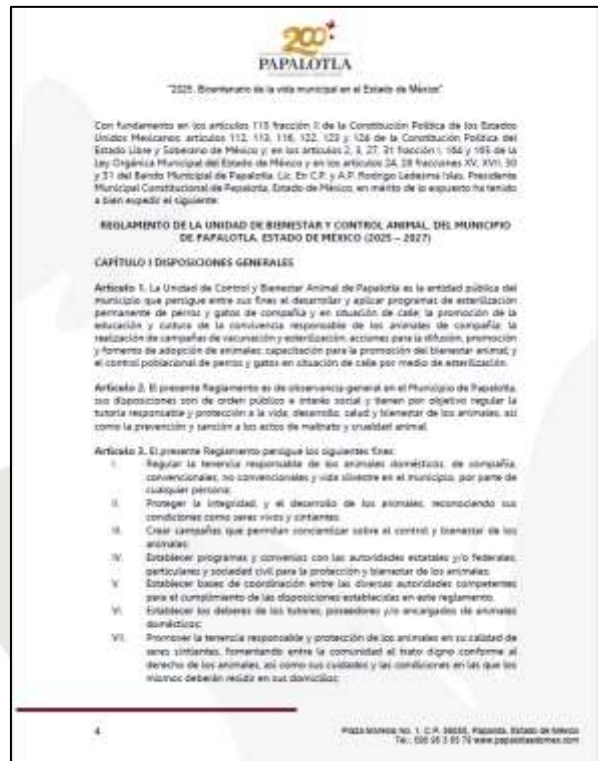 200
PAPALOTLA
"2025. Bicentenario de la vida municipal en el Estado de México"
Con fundamento en los artículos 115 fracción II de la Constitución Política de los Estados
Unidos Mexicanos; artículos 112, 113, 116, 122, 123 y 124 de la Constitución Política del
Estado Libre y Soberano de México y; en los artículos 2, 3, 27, 31 fracción I, 164 y 165 de la
Ley Orgánica Municipal del Estado de México y en los artículos 24, 28 fracciones XV, XVII, 30
y 31 del Bando Municipal de Papalotla. Lic. En C.P. y A.P. Rodrigo Ledesma Islas, Presidente
Municipal Constitucional de Papalotla, Estado de México, en mérito de lo expuesto ha tenido
a bien expedir el siguiente:
REGLAMENTO DE LA UNIDAD DE BIENESTAR Y CONTROL ANIMAL, DEL MUNICIPIO
DE PAPALOTLA, ESTADO DE MÉXICO (2025 – 2027)
CAPÍTULO I DISPOSICIONES GENERALES
Artículo 1. La Unidad de Control y Bienestar Animal de Papalotla es la entidad pública del
municipio que persigue entre sus fines el desarrollar y aplicar programas de esterilización
permanente de perros y gatos de compañía y en situación de calle; la promoción de la
educación y cultura de la convivencia responsable de los animales de compañía; la
realización de campañas de vacunación y esterilización; acciones para la difusión, promoción
y fomento de adopción de animales; capacitación para la promoción del bienestar animal; y
el control poblacional de perros y gatos en situación de calle por medio de esterilización.
Artículo 2. El presente Reglamento es de observancia general en el Municipio de Papalotla,
sus disposiciones son de orden público e interés social y tienen por objetivo regular la
tutoría responsable y protección a la vida, desarrollo, salud y bienestar de los animales, así
como la prevención y sanción a los actos de maltrato y crueldad animal.
Artículo 3. El presente Reglamento persigue los siguientes fines:
I. Regular la tenencia responsable de los animales domésticos, de compañía,
convencionales, no convencionales y vida silvestre en el municipio, por parte de
cualquier persona;
II. Proteger la integridad, y el desarrollo de los animales, reconociendo sus
condiciones como seres vivos y sintientes;
III. Crear campañas que permitan concientizar sobre el control y bienestar de los
animales;
IV. Establecer programas y convenios con las autoridades estatales y/o federales,
particulares y sociedad civil para la protección y bienestar de los animales;
V. Establecer bases de coordinación entre las diversas autoridades competentes
para el cumplimiento de las disposiciones establecidas en este reglamento.
VI. Establecer los deberes de los tutores, poseedores y/o encargados de animales
domésticos;
VII. Promover la tenencia responsable y protección de los animales en su calidad de
seres sintientes, fomentando entre la comunidad el trato digno conforme al
derecho de los animales, así como sus cuidados y las condiciones en las que los
mismos deberán residir en sus domicilios;
4
Plaza Morelos No. 1, C.P. 56050, Papalotla, Estado de México
www.papalotlaedomex.com